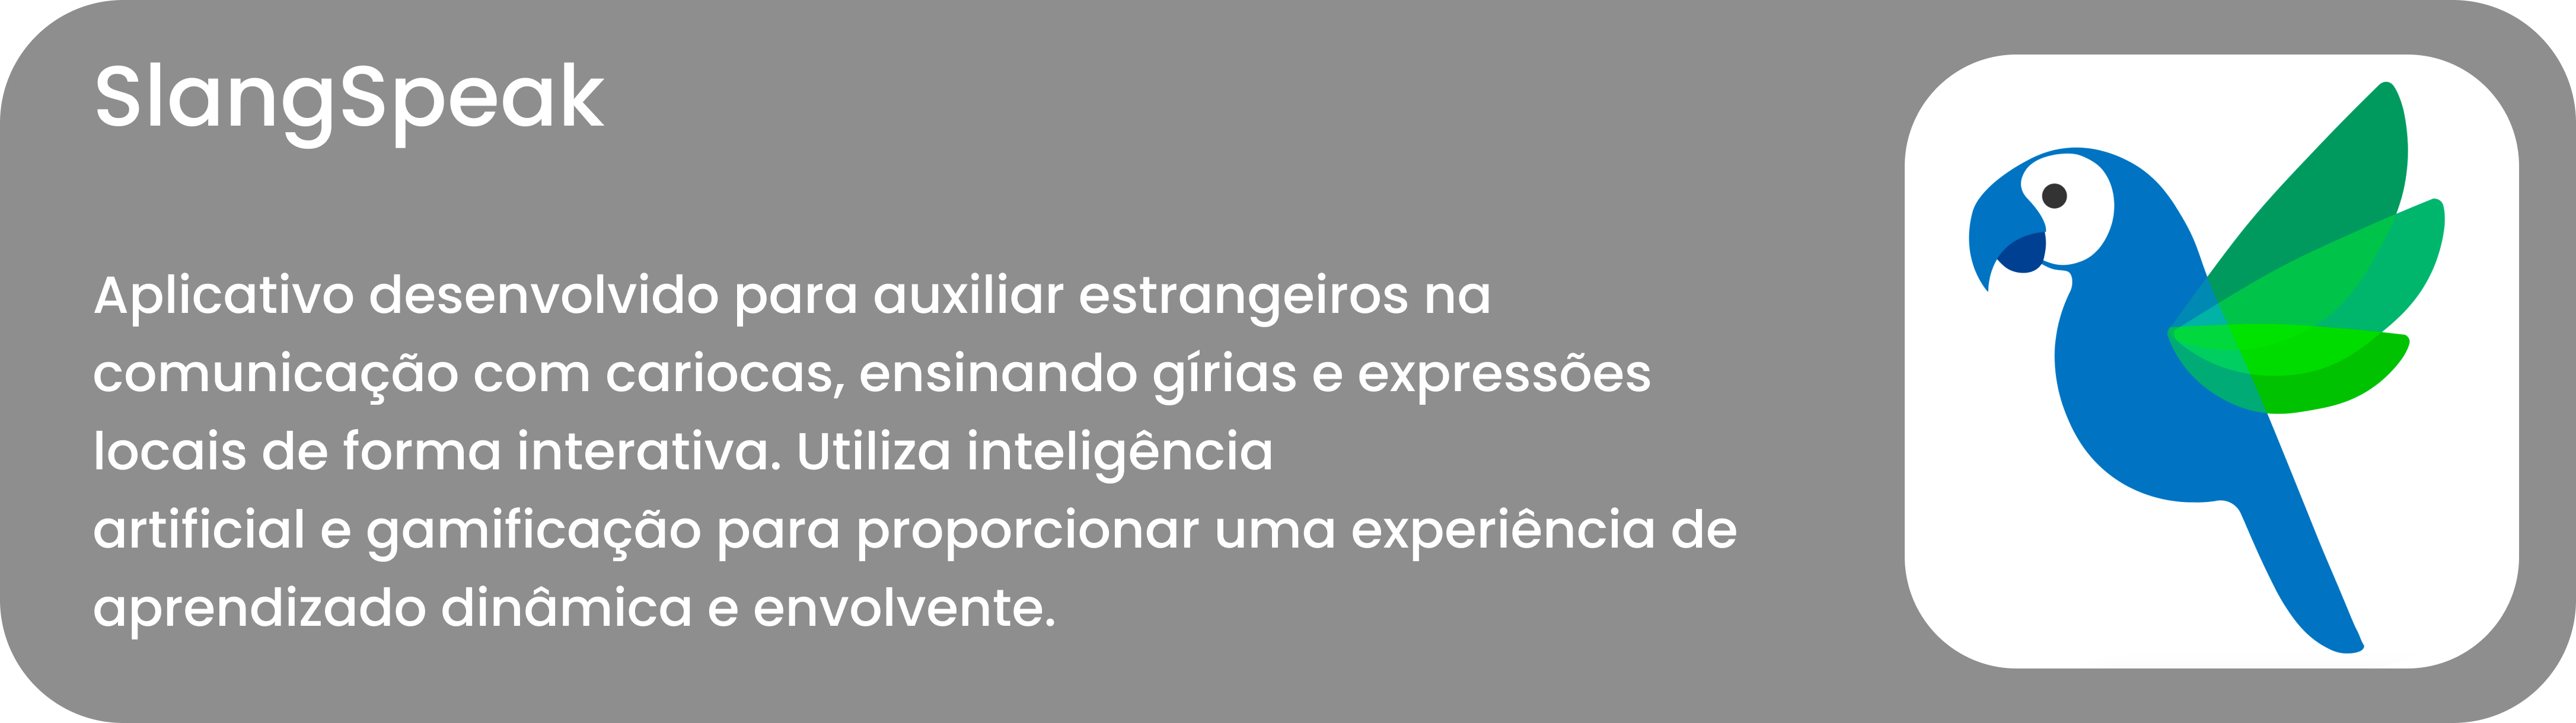 SlangSpeak
Aplicativo desenvolvido para auxiliar estrangeiros na
comunicação com cariocas, ensinando gírias e expressões
locais de forma interativa. Utiliza inteligência
artificial e gamificação para proporcionar uma experiência de
aprendizado dinâmica e envolvente.